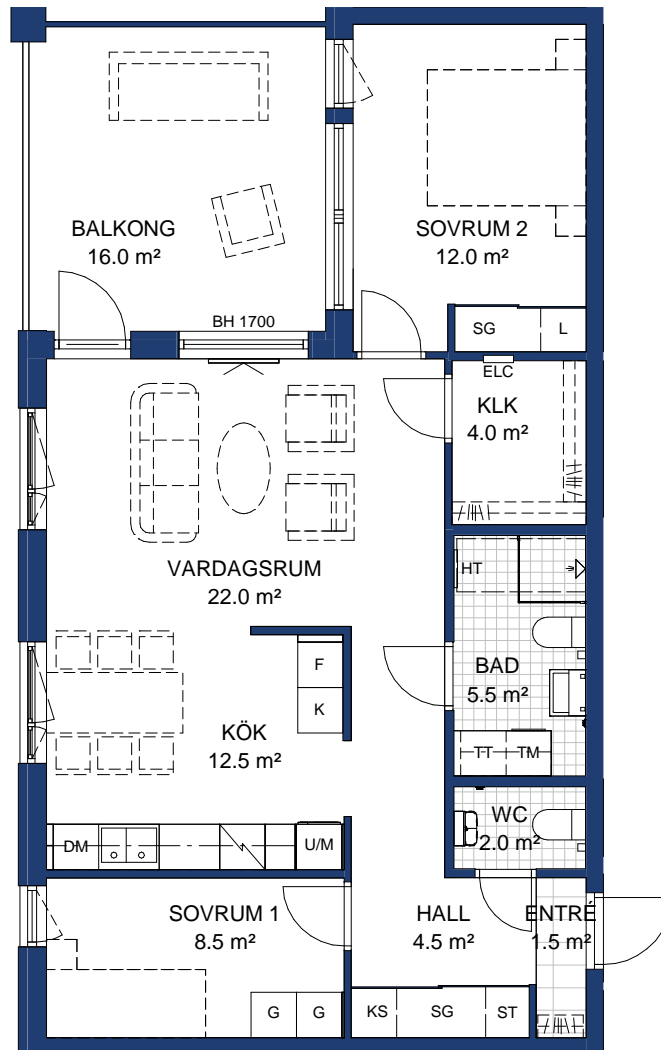 BALKONG
16.0 m²
SOVRUM 2
12.0 m²
BH 1700
SG
L
ELC
KLK
4.0 m²
VARDAGSRUM
22.0 m²
HT
BAD
5.5 m²
F
K
KÖK
12.5 m²
TT
TM
WC
2.0 m²
DM
U/M
SOVRUM 1
8.5 m²
HALL
4.5 m²
ENTRÉ
1.5 m²
G
G
KS
SG
ST